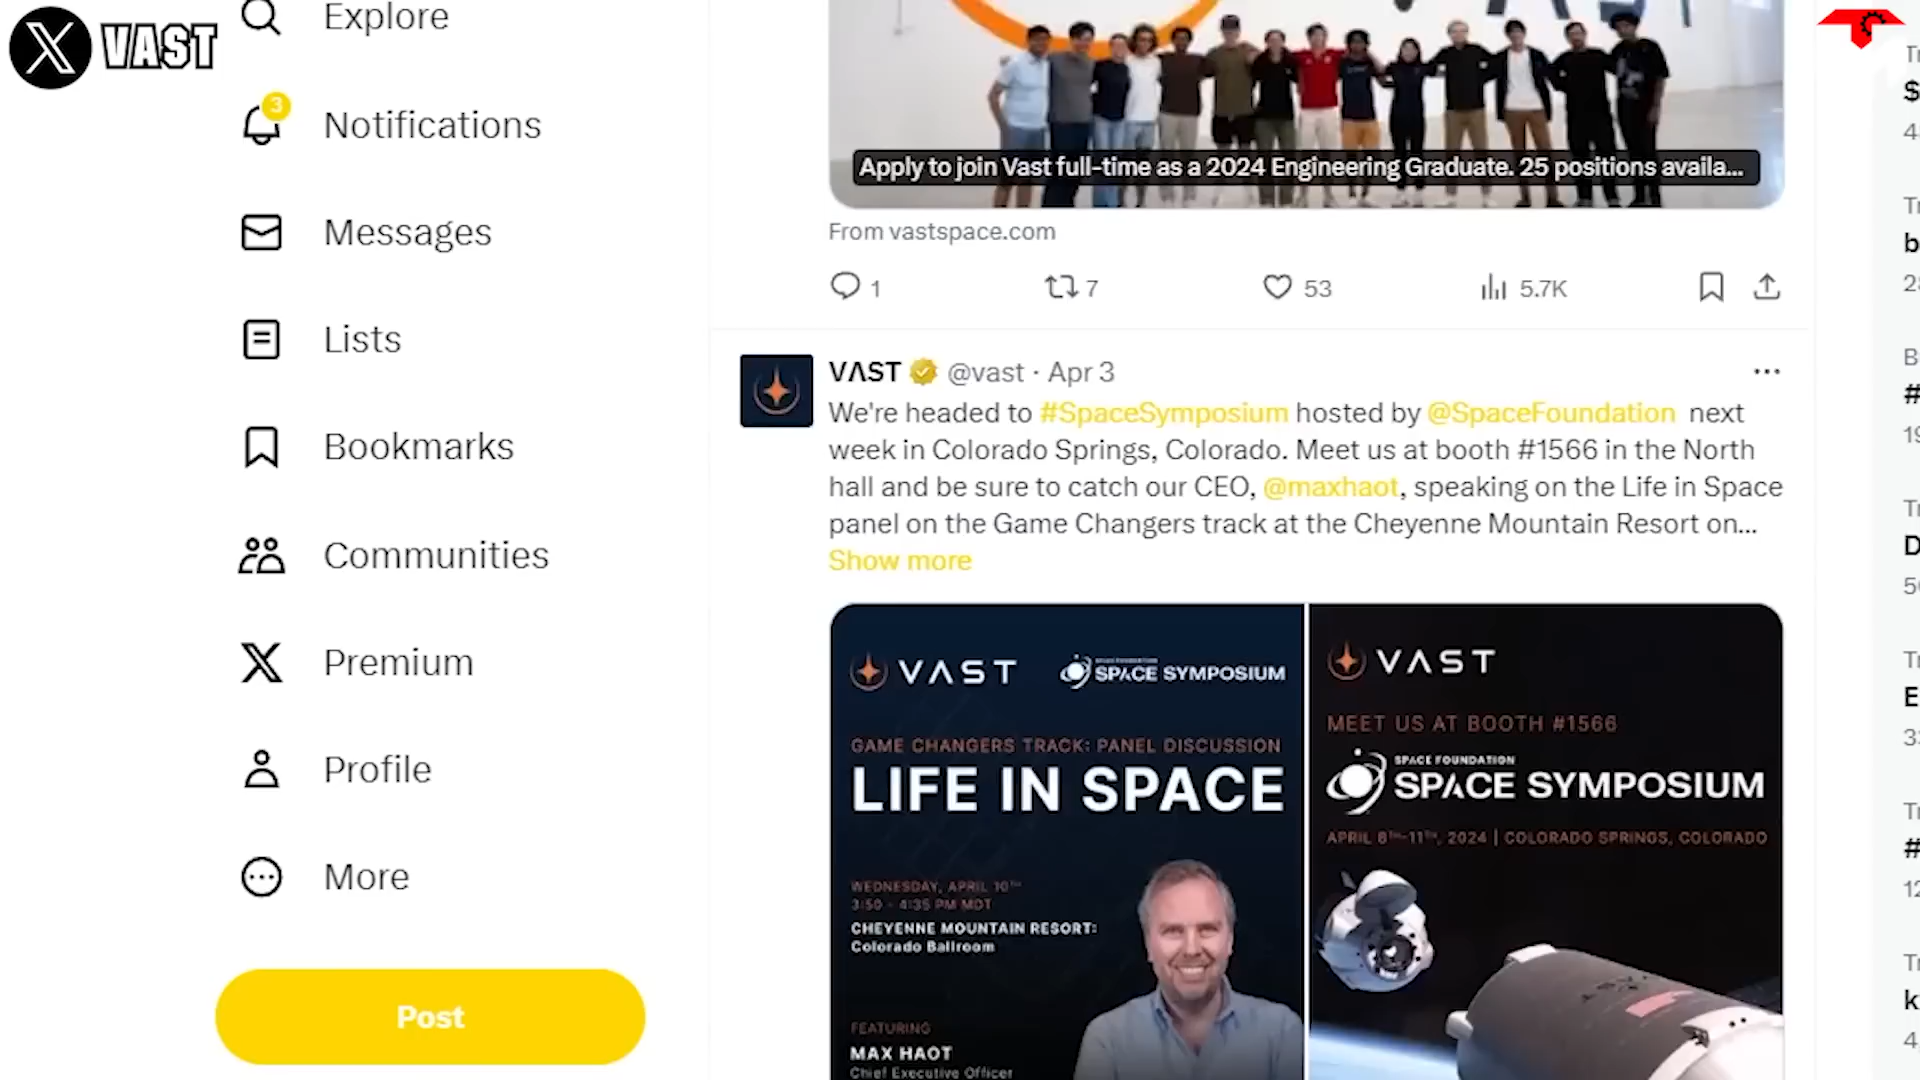 VAST
Explore
3
Notifications
Messages
Lists
Bookmarks
Communities
Premium
Profile
More
Post
Apply to join Vast full-time as a 2024 Engineering Graduate. 25 positions availa...
From vastspace.com
1 7 53 5.7K
VΛST @vast · Apr 3
We're headed to #SpaceSymposium hosted by @SpaceFoundation next
week in Colorado Springs, Colorado. Meet us at booth #1566 in the North
hall and be sure to catch our CEO, @maxhaot, speaking on the Life in Space
panel on the Game Changers track at the Cheyenne Mountain Resort on...
Show more
VΛST SPACE SYMPOSIUM
GAME CHANGERS TRACK: PANEL DISCUSSION
LIFE IN SPACE
WEDNESDAY, APRIL 10TH
3:50 - 4:35 PM MDT
CHEYENNE MOUNTAIN RESORT:
Colorado Ballroom
FEATURING
MAX HAOT
Chief Executive Officer
VΛST
MEET US AT BOOTH #1566
SPACE FOUNDATION
SPACE SYMPOSIUM
APRIL 8TH-11TH, 2024 | COLORADO SPRINGS, COLORADO
VΛST